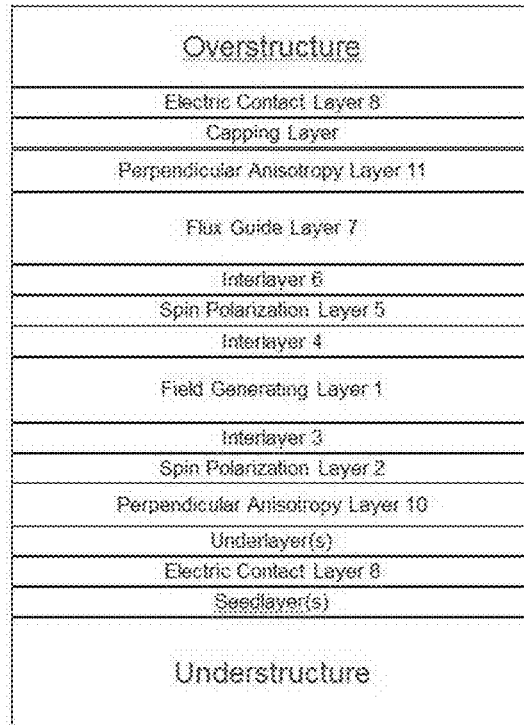 Overstructure
Electric Contact Layer 8
Capping Layer
Perpendicular Anisotropy Layer 11
Flux Guide Layer 7
Interlayer 6
Spin Polarization Layer 5
Interlayer 4
Field Generating Layer 1
Interlayer 3
Spin Polarization Layer 2
Perpendicular Anisotropy Layer 10
Underlayer(s)
Electric Contact Layer 8
Seedlayer(s)
Understructure